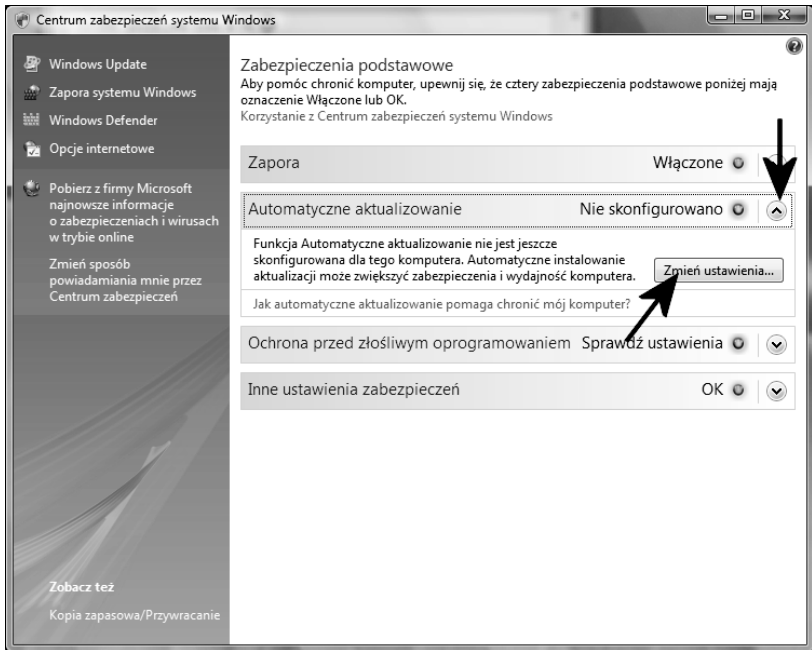 Centrum zabezpieczeń systemu Windows
Windows Update
Zapora systemu Windows
Windows Defender
Opcje internetowe
Pobierz z firmy Microsoft
najnowsze informacje
o zabezpieczeniach i wirusach
w trybie online
Zmień sposób
powiadamiania mnie przez
Centrum zabezpieczeń
Zobacz też
Kopia zapasowa/Przywracanie
Zabezpieczenia podstawowe
Aby pomóc chronić komputer, upewnij się, że cztery zabezpieczenia podstawowe poniżej mają
oznaczenie Włączone lub OK.
Korzystanie z Centrum zabezpieczeń systemu Windows
Zapora Włączone
Automatyczne aktualizowanie Nie skonfigurowano
Funkcja Automatyczne aktualizowanie nie jest jeszcze
skonfigurowana dla tego komputera. Automatyczne instalowanie
aktualizacji może zwiększyć zabezpieczenia i wydajność komputera.
Zmień ustawienia...
Jak automatyczne aktualizowanie pomaga chronić mój komputer?
Ochrona przed złośliwym oprogramowaniem Sprawdź ustawienia
Inne ustawienia zabezpieczeń OK